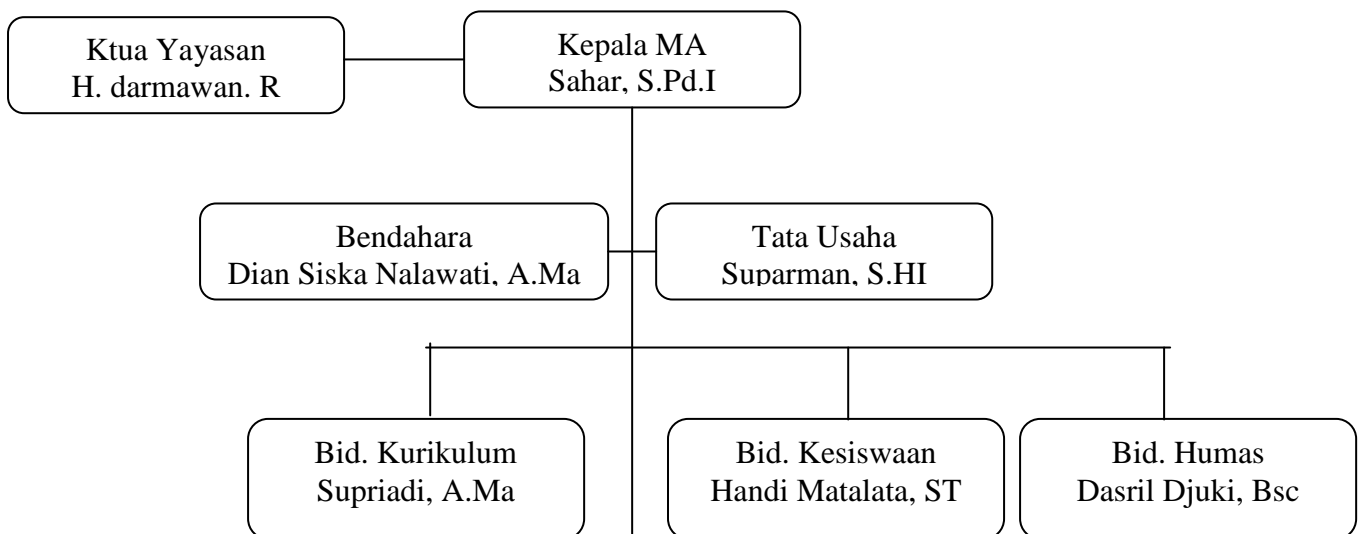 Ktua Yayasan
H. darmawan. R
Kepala MA
Sahar, S.Pd.I
Bendahara
Dian Siska Nalawati, A.Ma
Tata Usaha
Suparman, S.HI
Bid. Kurikulum
Supriadi, A.Ma
Bid. Kesiswaan
Handi Matalata, ST
Bid. Humas
Dasril Djuki, Bsc